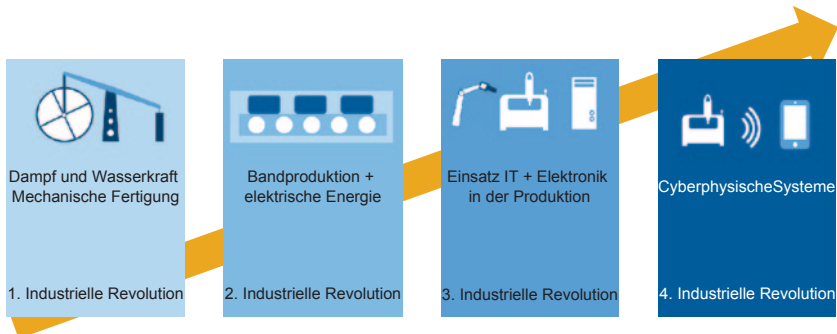 Dampf und Wasserkraft
Mechanische Fertigung
1. Industrielle Revolution
Bandproduktion +
elektrische Energie
2. Industrielle Revolution
Einsatz IT + Elektronik
in der Produktion
3. Industrielle Revolution
CyberphysischeSysteme
4. Industrielle Revolution